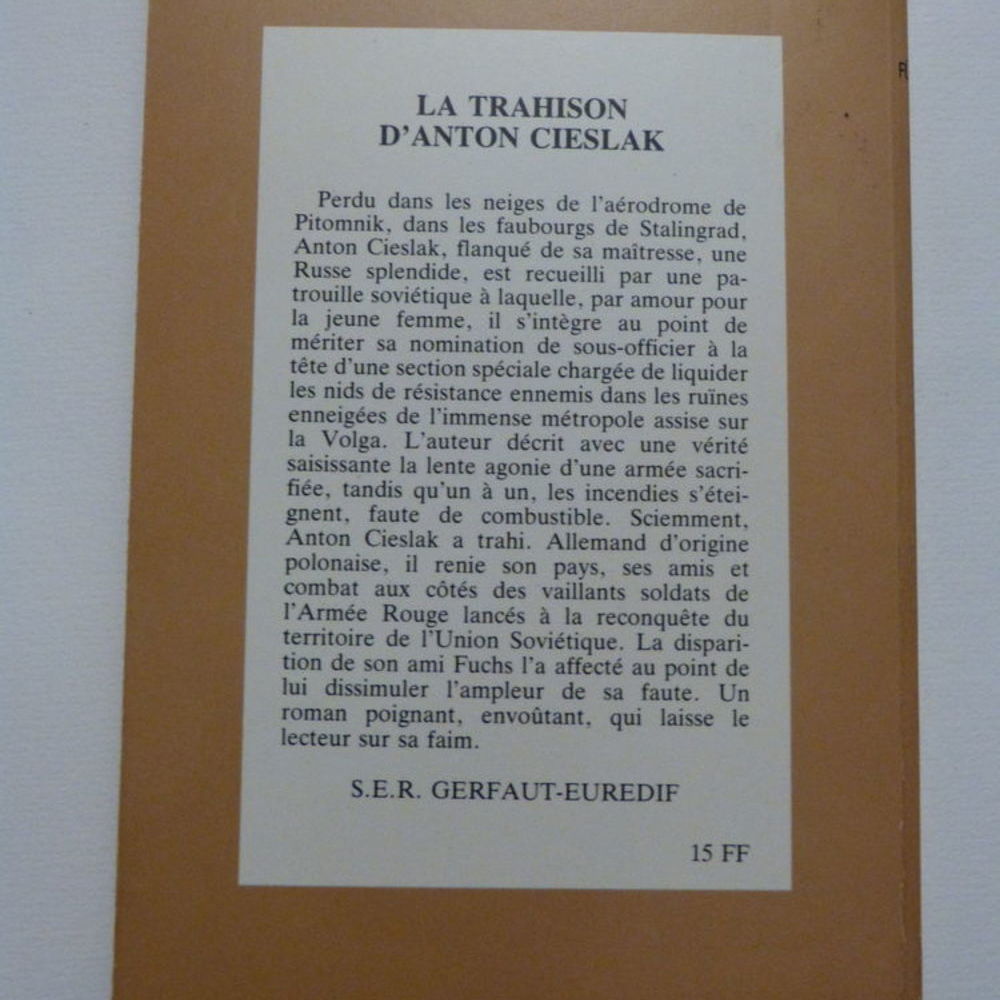 LA TRAHISON
D'ANTON CIESLAK
Perdu dans les neiges de l'aérodrome de
Pitomnik, dans les faubourgs de Stalingrad,
Anton Cieslak, flanqué de sa maîtresse, une
Russe splendide, est recueilli par une pa-
trouille soviétique à laquelle, par amour pour
la jeune femme, il s'intègre au point de
mériter sa nomination de sous-officier à la
tête d'une section spéciale chargée de liquider
les nids de résistance ennemis dans les ruïnes
enneigées de l'immense métropole assise sur
la Volga. L'auteur décrit avec une vérité
saisissante la lente agonie d'une armée sacri-
fiée, tandis qu'un à un, les incendies s'étei-
gnent, faute de combustible. Sciemment,
Anton Cieslak a trahi. Allemand d'origine
polonaise, il renie son pays, ses amis et
combat aux côtés des vaillants soldats de
l'Armée Rouge lancés à la reconquête du
territoire de l'Union Soviétique. La dispari-
tion de son ami Fuchs l'a affecté au point de
lui dissimuler l'ampleur de sa faute. Un
roman poignant, envoûtant, qui laisse le
lecteur sur sa faim.
S.E.R. GERFAUT-EUREDIF
15 FF